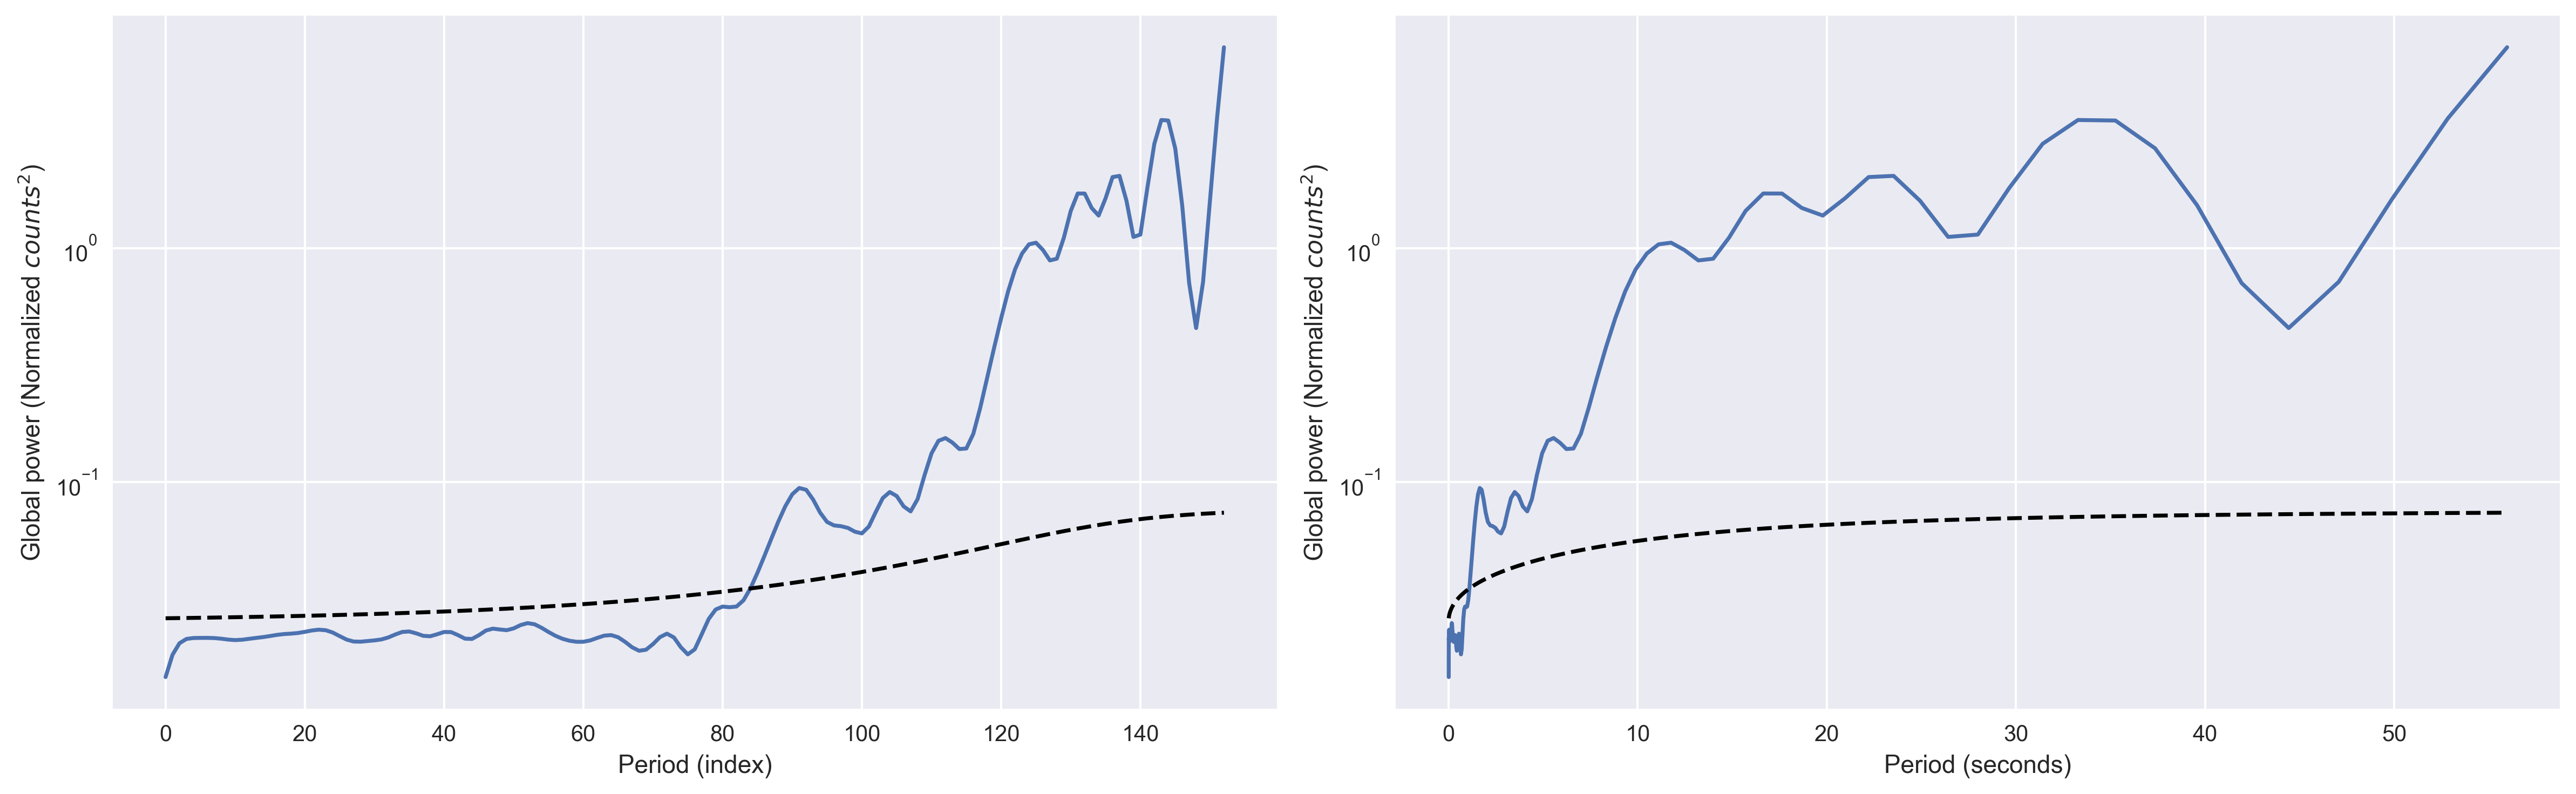 Global power (Normalized counts²)
10⁰
10⁻¹
0 20 40 60 80 100 120 140
Period (index)
Global power (Normalized counts²)
10⁰
10⁻¹
0 10 20 30 40 50
Period (seconds)